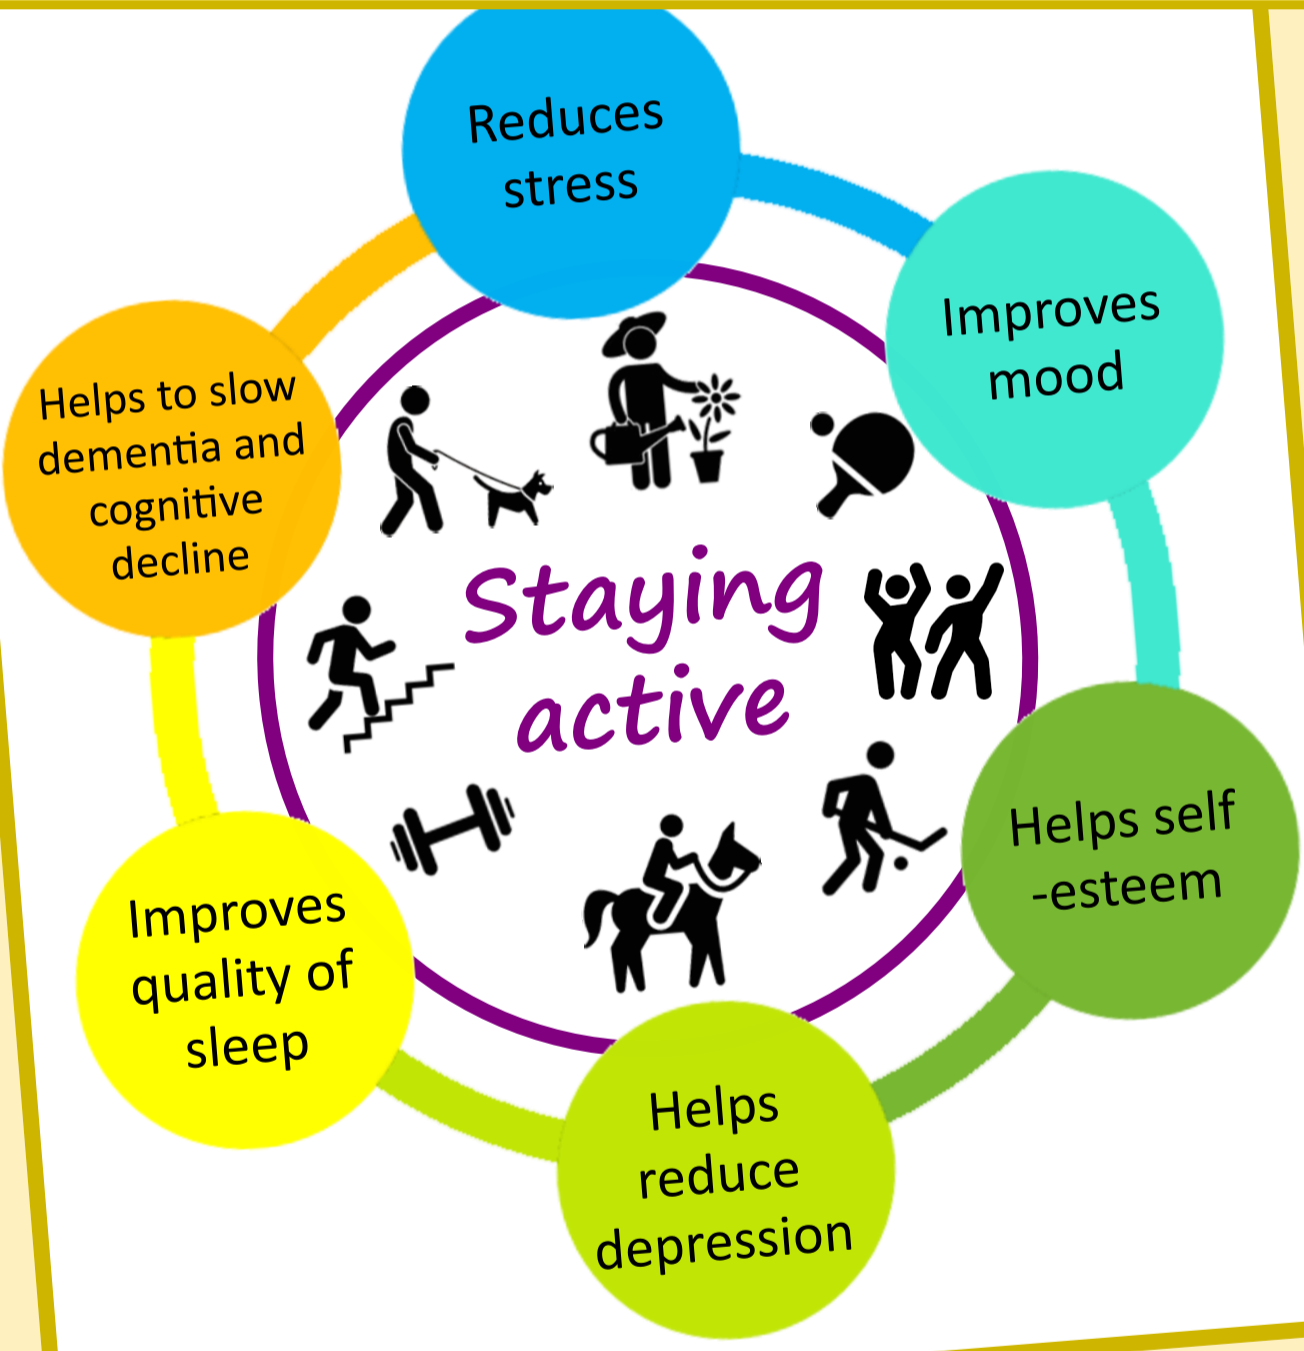 Reduces
stress
Improves
mood
Helps self
-esteem
Helps
reduce
depression
Improves
quality of
sleep
Helps to slow
dementia and
cognitive
decline
Staying
active